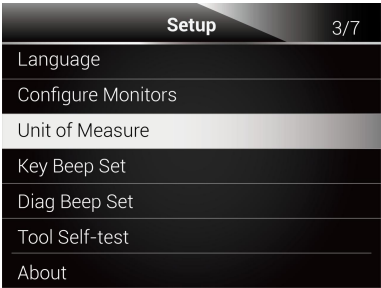 Setup 3/7
Language
Configure Monitors
Unit of Measure
Key Beep Set
Diag Beep Set
Tool Self-test
About